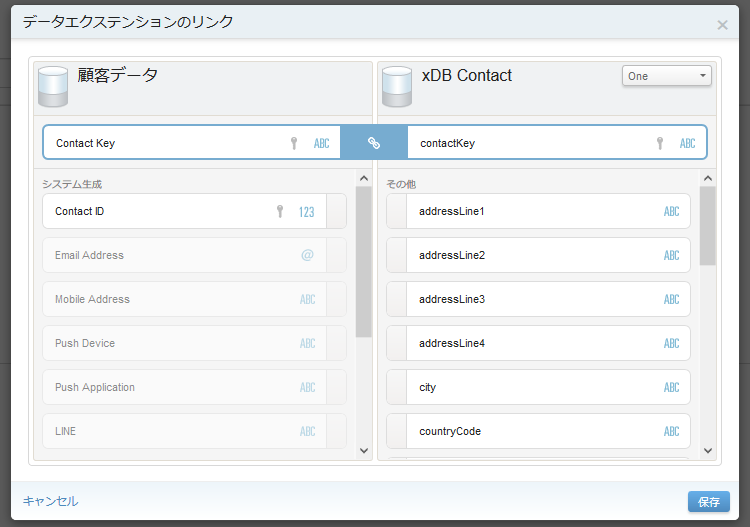 データエクステンションのリンク
顧客データ
xDB Contact
One
Contact Key ABC
contactKey ABC
システム生成
Contact ID 123
Email Address @
Mobile Address ABC
Push Device ABC
Push Application ABC
LINE ABC
その他
addressLine1 ABC
addressLine2 ABC
addressLine3 ABC
addressLine4 ABC
city ABC
countryCode ABC
キャンセル
保存